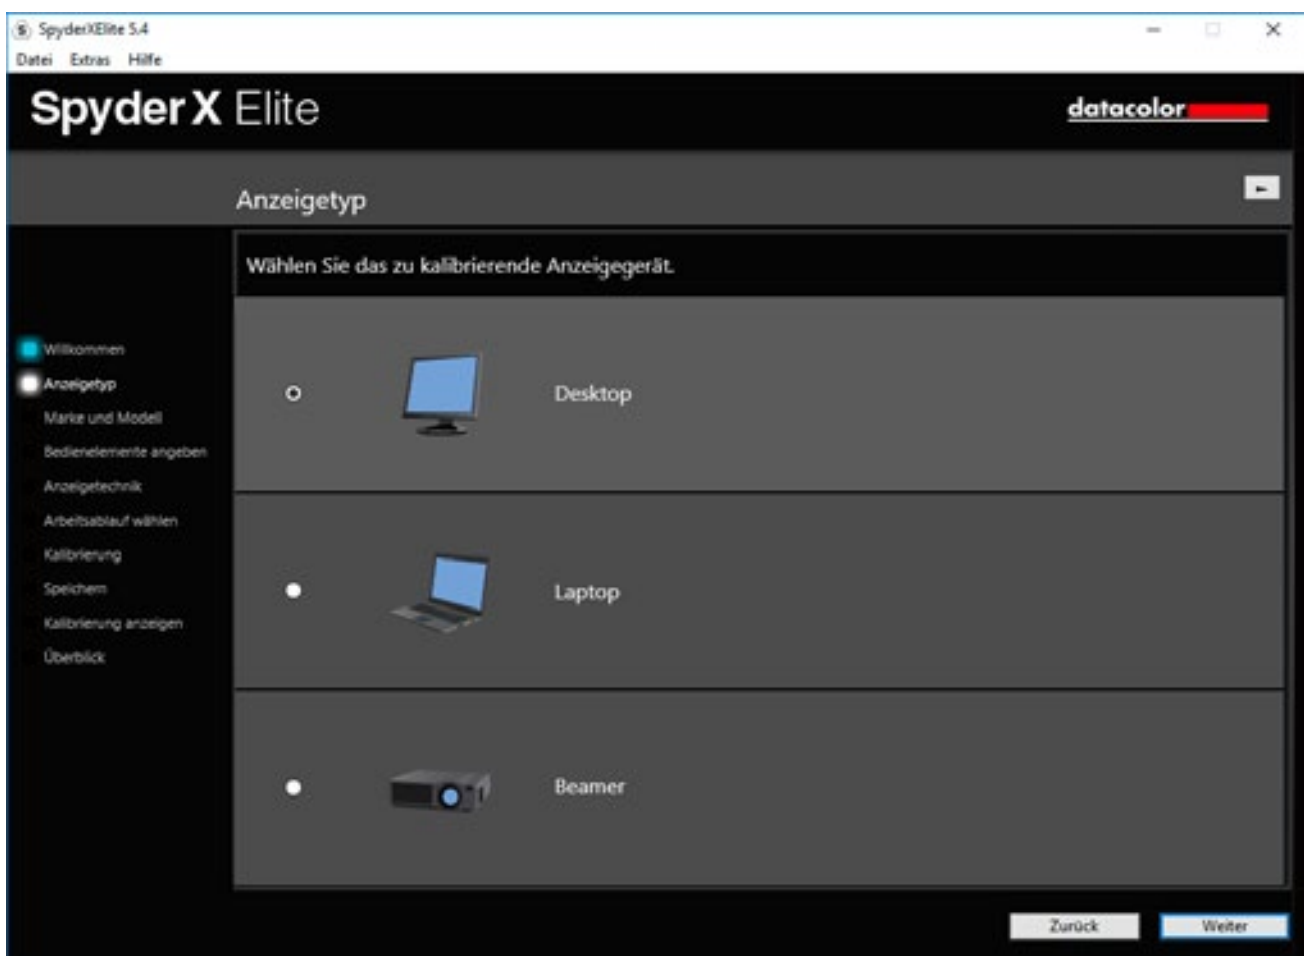 SpyderXElite 5.4
Datei Extras Hilfe
SpyderX Elite
datacolor
Anzeigetyp
Wählen Sie das zu kalibrierende Anzeigegerät.
Willkommen
Anzeigetyp
Marke und Modell
Bedienelemente angeben
Anzeigetechnik
Arbeitsablauf wählen
Kalibrierung
Speichern
Kalibrierung anzeigen
Überblick
Desktop
Laptop
Beamer
Zurück Weiter